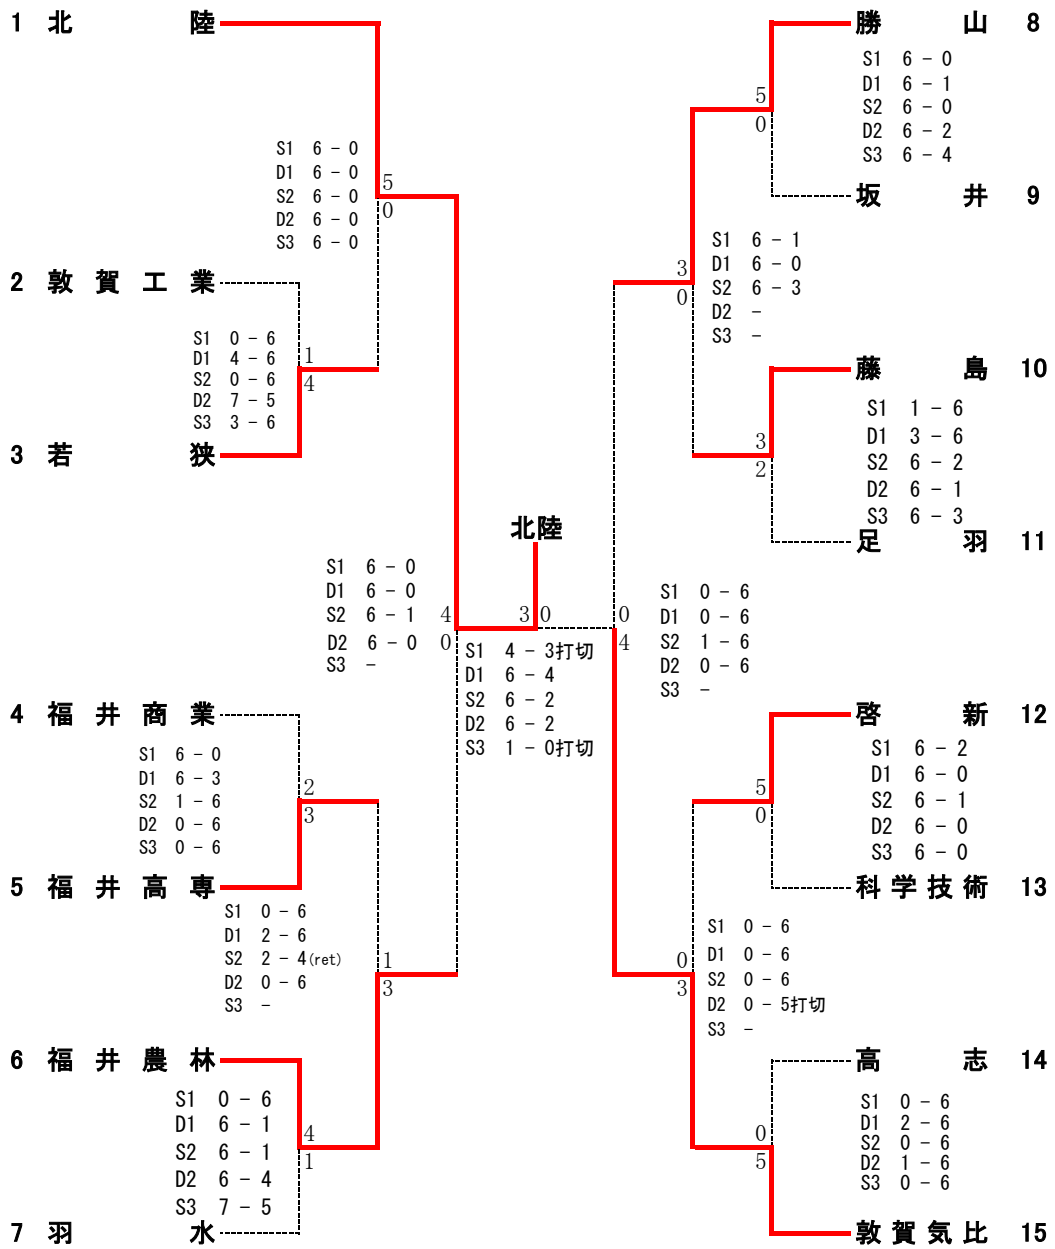 1 北陸
S1 6 - 0
D1 6 - 0
S2 6 - 0
D2 6 - 0
S3 6 - 0
5
0
2 敦賀工業
S1 0 - 6
D1 4 - 6
S2 0 - 6
D2 7 - 5
S3 3 - 6
1
4
3 若狭
S1 6 - 0
D1 6 - 0
S2 6 - 1
D2 6 - 0
S3 -
4
0
4 福井商業
S1 6 - 0
D1 6 - 3
S2 1 - 6
D2 0 - 6
S3 0 - 6
2
3
5 福井高専
S1 0 - 6
D1 2 - 6
S2 2 - 4(ret)
D2 0 - 6
S3 -
1
3
6 福井農林
S1 0 - 6
D1 6 - 1
S2 6 - 1
D2 6 - 4
S3 7 - 5
4
1
7 羽水
北陸
3 0
S1 4 - 3打切
D1 6 - 4
S2 6 - 2
D2 6 - 2
S3 1 - 0打切
勝山 8
S1 6 - 0
D1 6 - 1
S2 6 - 0
D2 6 - 2
S3 6 - 4
5
0
坂井 9
S1 6 - 1
D1 6 - 0
S2 6 - 3
D2 -
S3 -
3
0
藤島 10
S1 1 - 6
D1 3 - 6
S2 6 - 2
D2 6 - 1
S3 6 - 3
3
2
足羽 11
0
4
S1 0 - 6
D1 0 - 6
S2 1 - 6
D2 0 - 6
S3 -
啓新 12
S1 6 - 2
D1 6 - 0
S2 6 - 1
D2 6 - 0
S3 6 - 0
5
0
科学技術 13
S1 0 - 6
D1 0 - 6
S2 0 - 6
D2 0 - 5打切
S3 -
0
3
高志 14
S1 0 - 6
D1 2 - 6
S2 0 - 6
D2 1 - 6
S3 0 - 6
0
5
敦賀気比 15